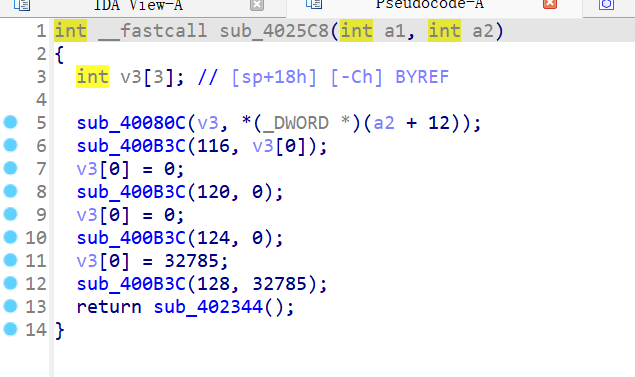 IDA View-A Pseudocode-A
1 int __fastcall sub_4025C8(int a1, int a2)
2 {
3 int v3[3]; // [sp+18h] [-Ch] BYREF
4
5 sub_40080C(v3, *(_DWORD *)(a2 + 12));
6 sub_400B3C(116, v3[0]);
7 v3[0] = 0;
8 sub_400B3C(120, 0);
9 v3[0] = 0;
10 sub_400B3C(124, 0);
11 v3[0] = 32785;
12 sub_400B3C(128, 32785);
13 return sub_402344();
14 }